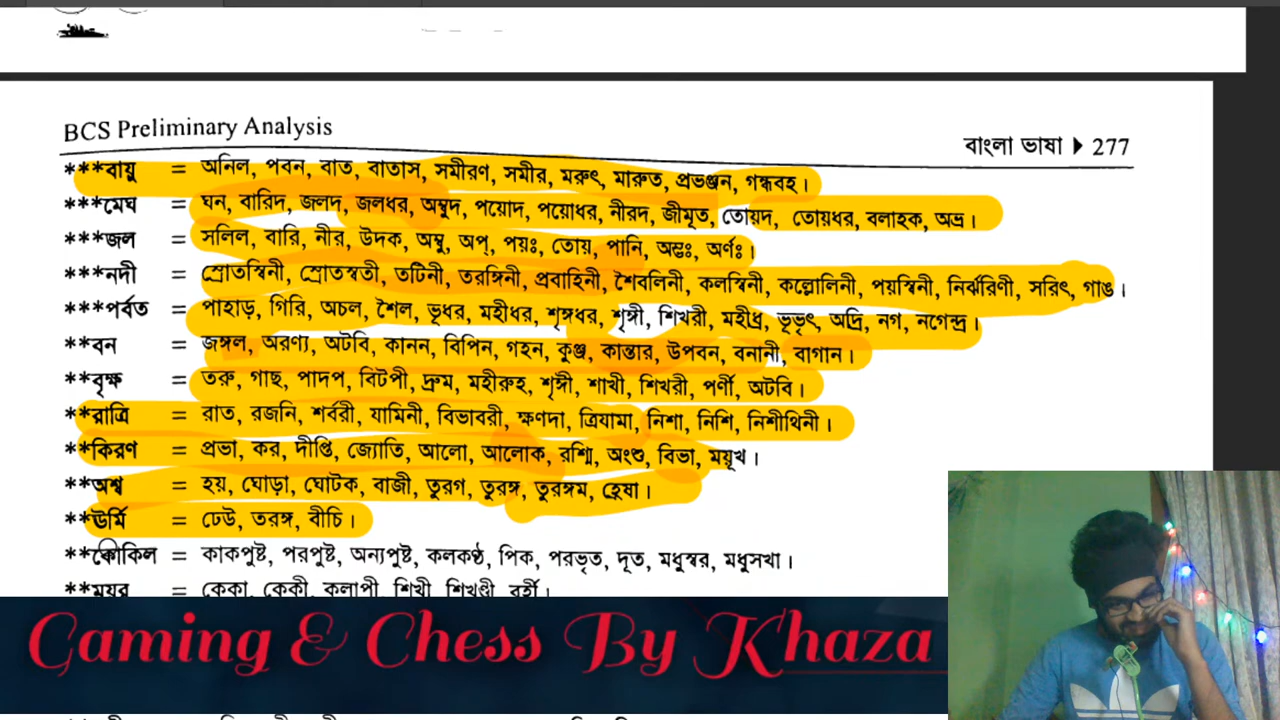 BCS Preliminary Analysis
বাংলা ভাষা ▶ 277
***বায়ু = অনিল, পবন, বাত, বাতাস, সমীরণ, সমীর, মরুৎ, মারুত, প্রভঞ্জন, গন্ধবহ।
***মেঘ = ঘন, বারিদ, জলদ, জলধর, অম্বুদ, পয়োদ, পয়োধর, নীরদ, জীমূত, তোয়দ, তোয়ধর, বলাহক, অভ্র।
***জল = সলিল, বারি, নীর, উদক, অম্বু, অপ্, পয়ঃ, তোয়, পানি, অম্ভঃ, অর্ণঃ।
***নদী = স্রোতস্বিনী, স্রোতস্বতী, তটিনী, তরঙ্গিনী, প্রবাহিনী, শৈবলিনী, কলস্বিনী, কল্লোলিনী, পয়স্বিনী, নির্ঝরিণী, সরিৎ, গাঙ।
***পর্বত = পাহাড়, গিরি, অচল, শৈল, ভূধর, মহীধর, শৃঙ্গধর, শৃঙ্গী, শিখরী, মহীধ্র, ভূভৃৎ, অদ্রি, নগ, নগেন্দ্র।
**বন = জঙ্গল, অরণ্য, অটবি, কানন, বিপিন, গহন, কুঞ্জ, কান্তার, উপবন, বনানী, বাগান।
**বৃক্ষ = তরু, গাছ, পাদপ, বিটপী, দ্রুম, মহীরুহ, শৃঙ্গী, শাখী, শিখরী, পর্ণী, অটবি।
**রাত্রি = রাত, রজনি, শর্বরী, যামিনী, বিভাবরী, ক্ষণদা, ত্রিযামা, নিশা, নিশি, নিশীথিনী।
**কিরণ = প্রভা, কর, দীপ্তি, জ্যোতি, আলো, আলোক, রশ্মি, অংশু, বিভা, ময়ূখ।
**অশ্ব = হয়, ঘোড়া, ঘোটক, বাজী, তুরগ, তুরঙ্গ, তুরঙ্গম, হ্রেষা।
**ঊর্মি = ঢেউ, তরঙ্গ, বীচি।
**কোকিল = কাকপুষ্ট, পরপুষ্ট, অন্যপুষ্ট, কলকণ্ঠ, পিক, পরভৃত, দূত, মধুস্বর, মধুসখা।
**ময়ূর = কেকা, কেকী, কলাপী, শিখী, শিখণ্ডী, বর্হী।
Gaming & Chess By Khaza